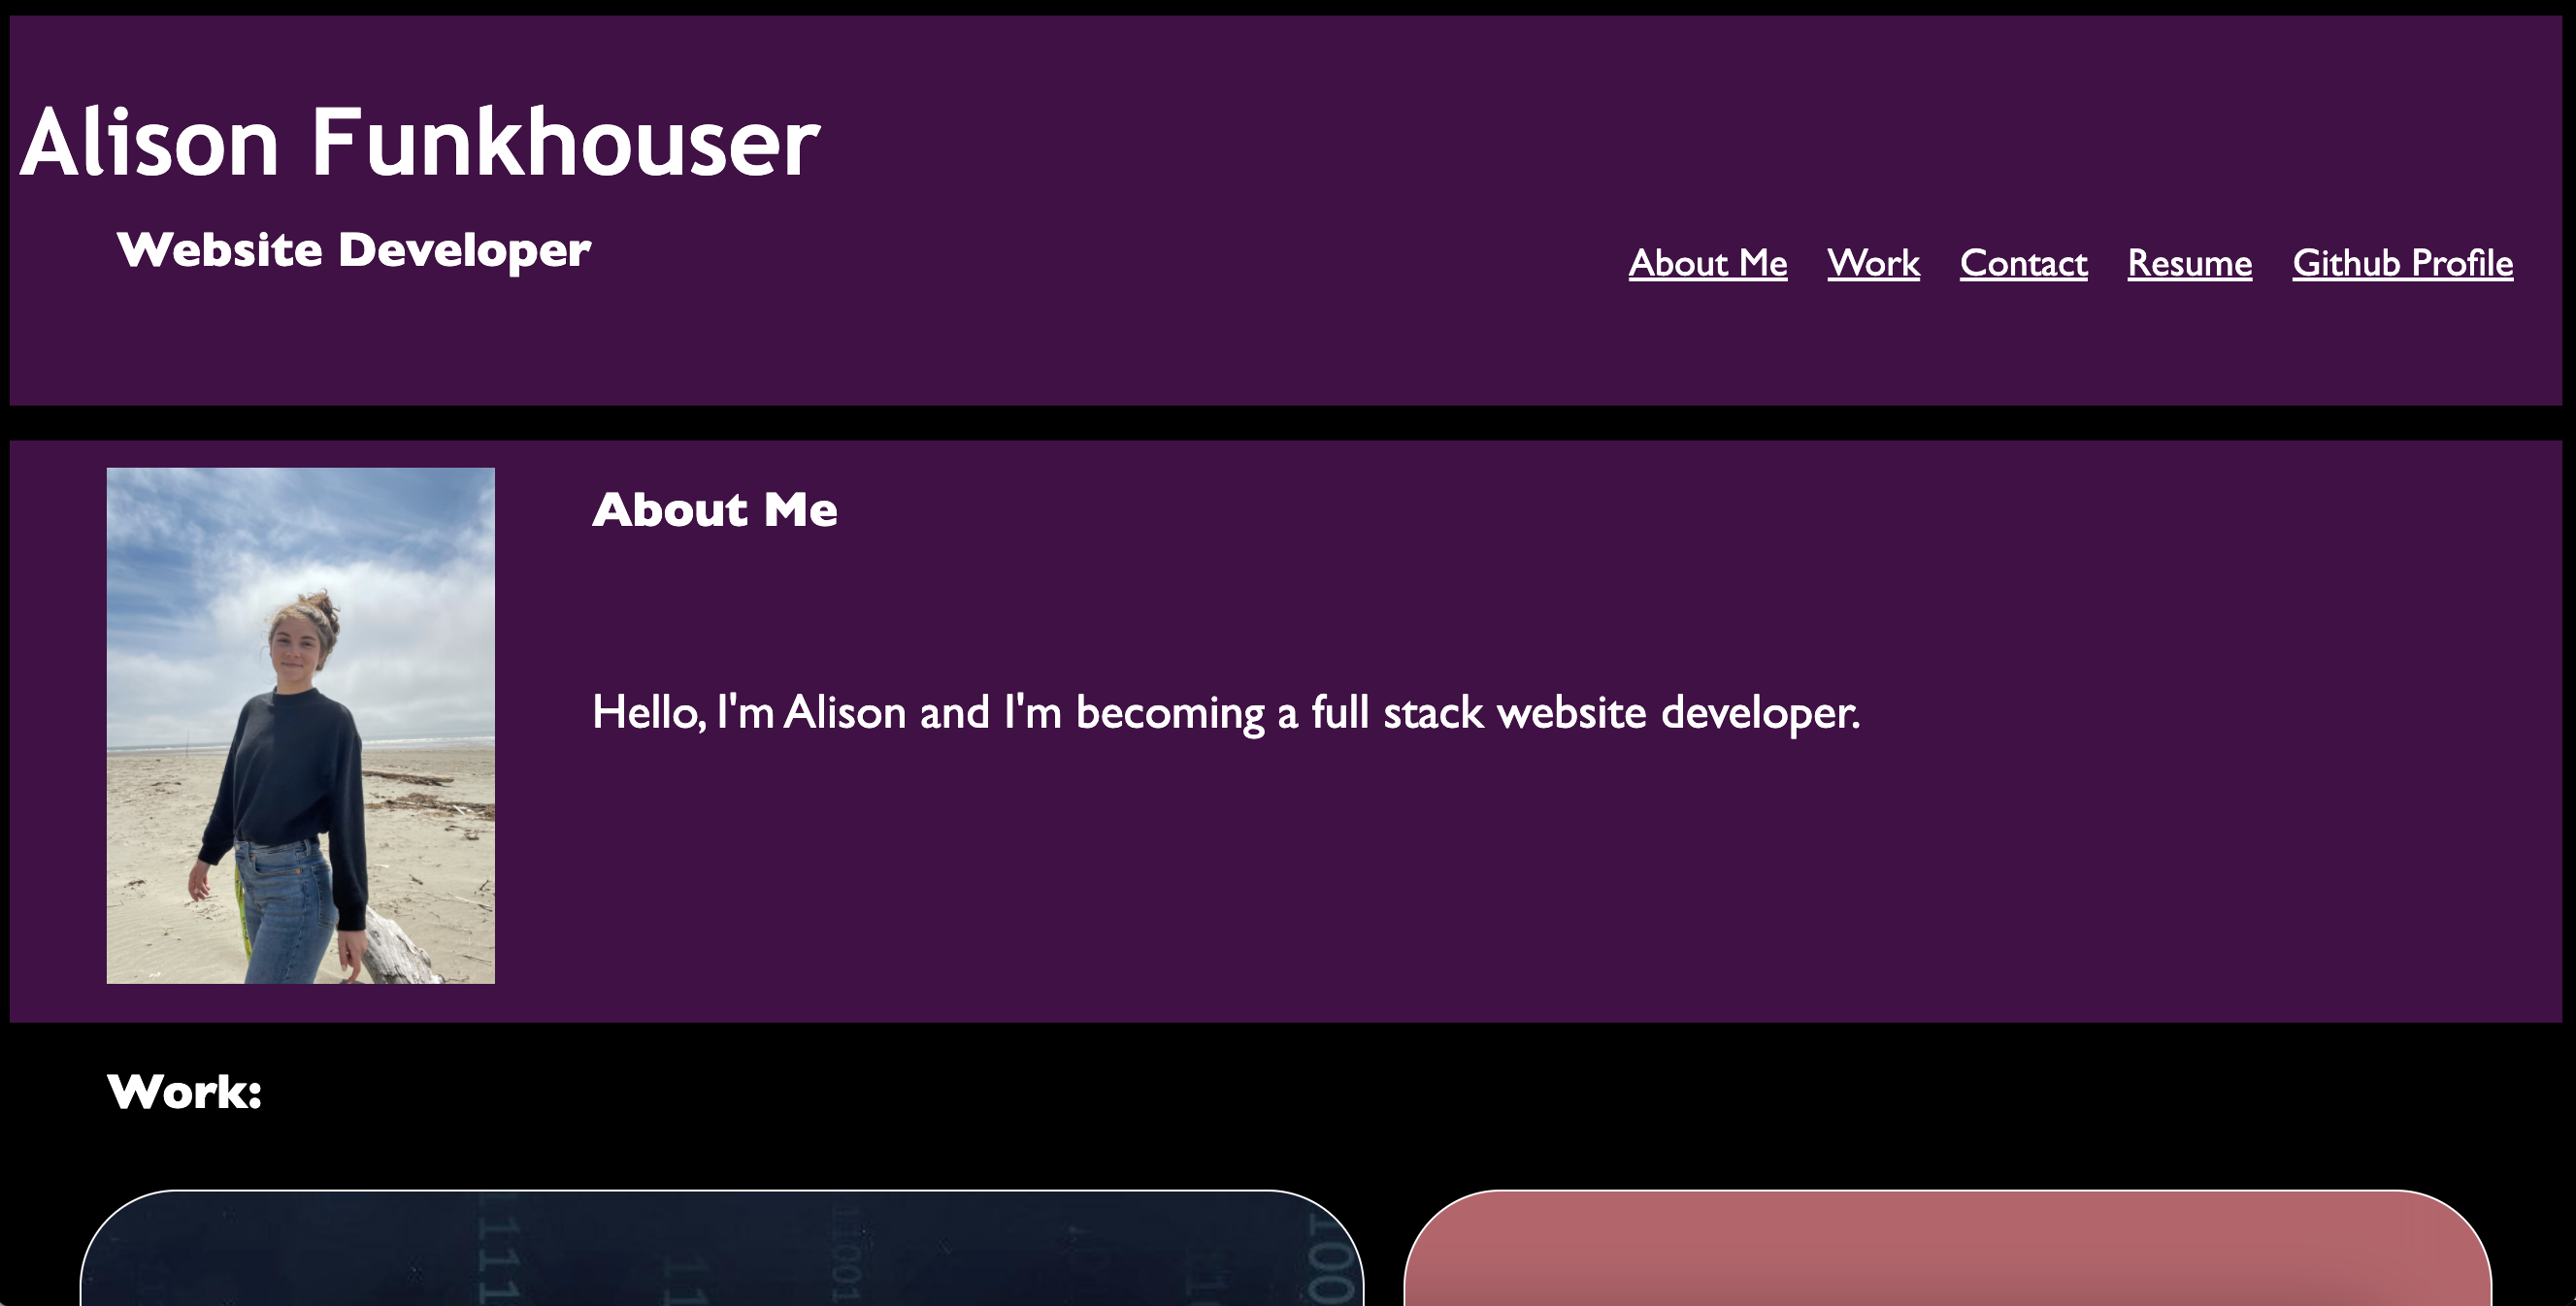 Alison Funkhouser
Website Developer
About Me Work Contact Resume Github Profile
About Me
Hello, I'm Alison and I'm becoming a full stack website developer.
Work: